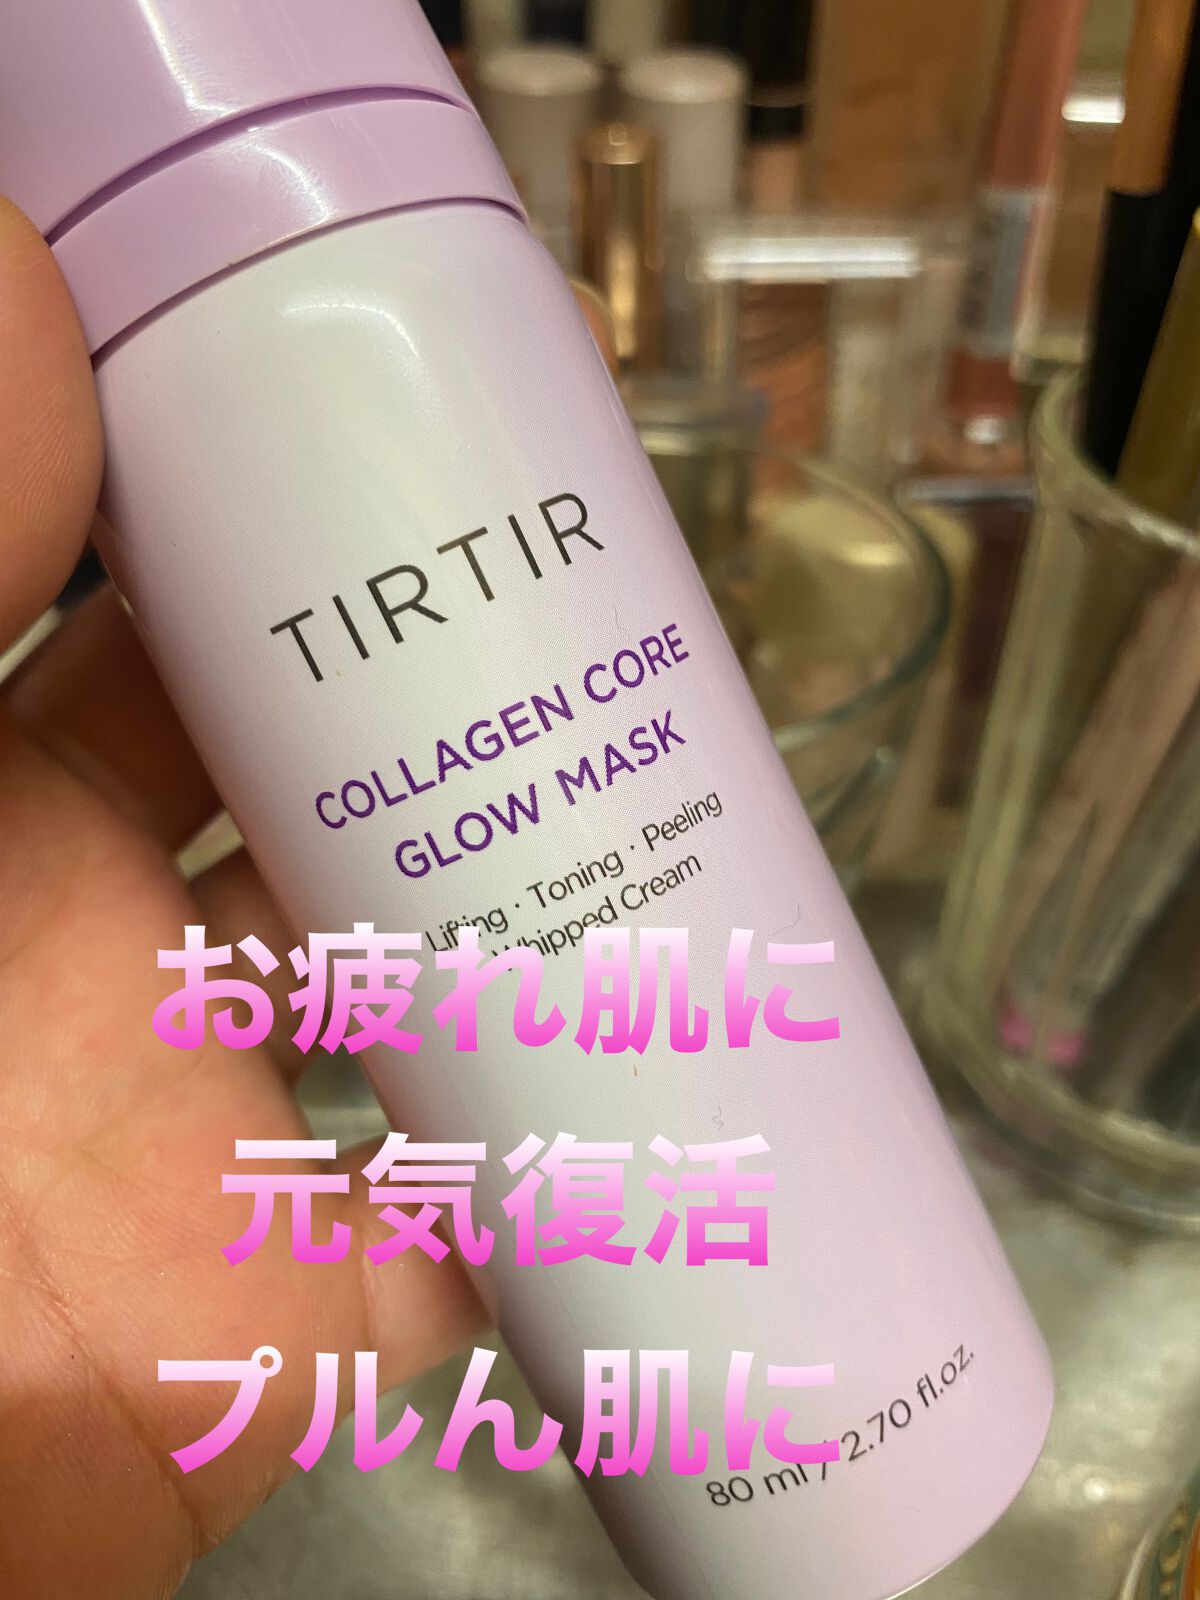 TIRTIR
COLLAGEN CORE
GLOW MASK
Lifting · Toning · Peeling
Whipped Cream
お疲れ肌に
元気復活
プルん肌に
80 ml / 2.70 fl.oz.